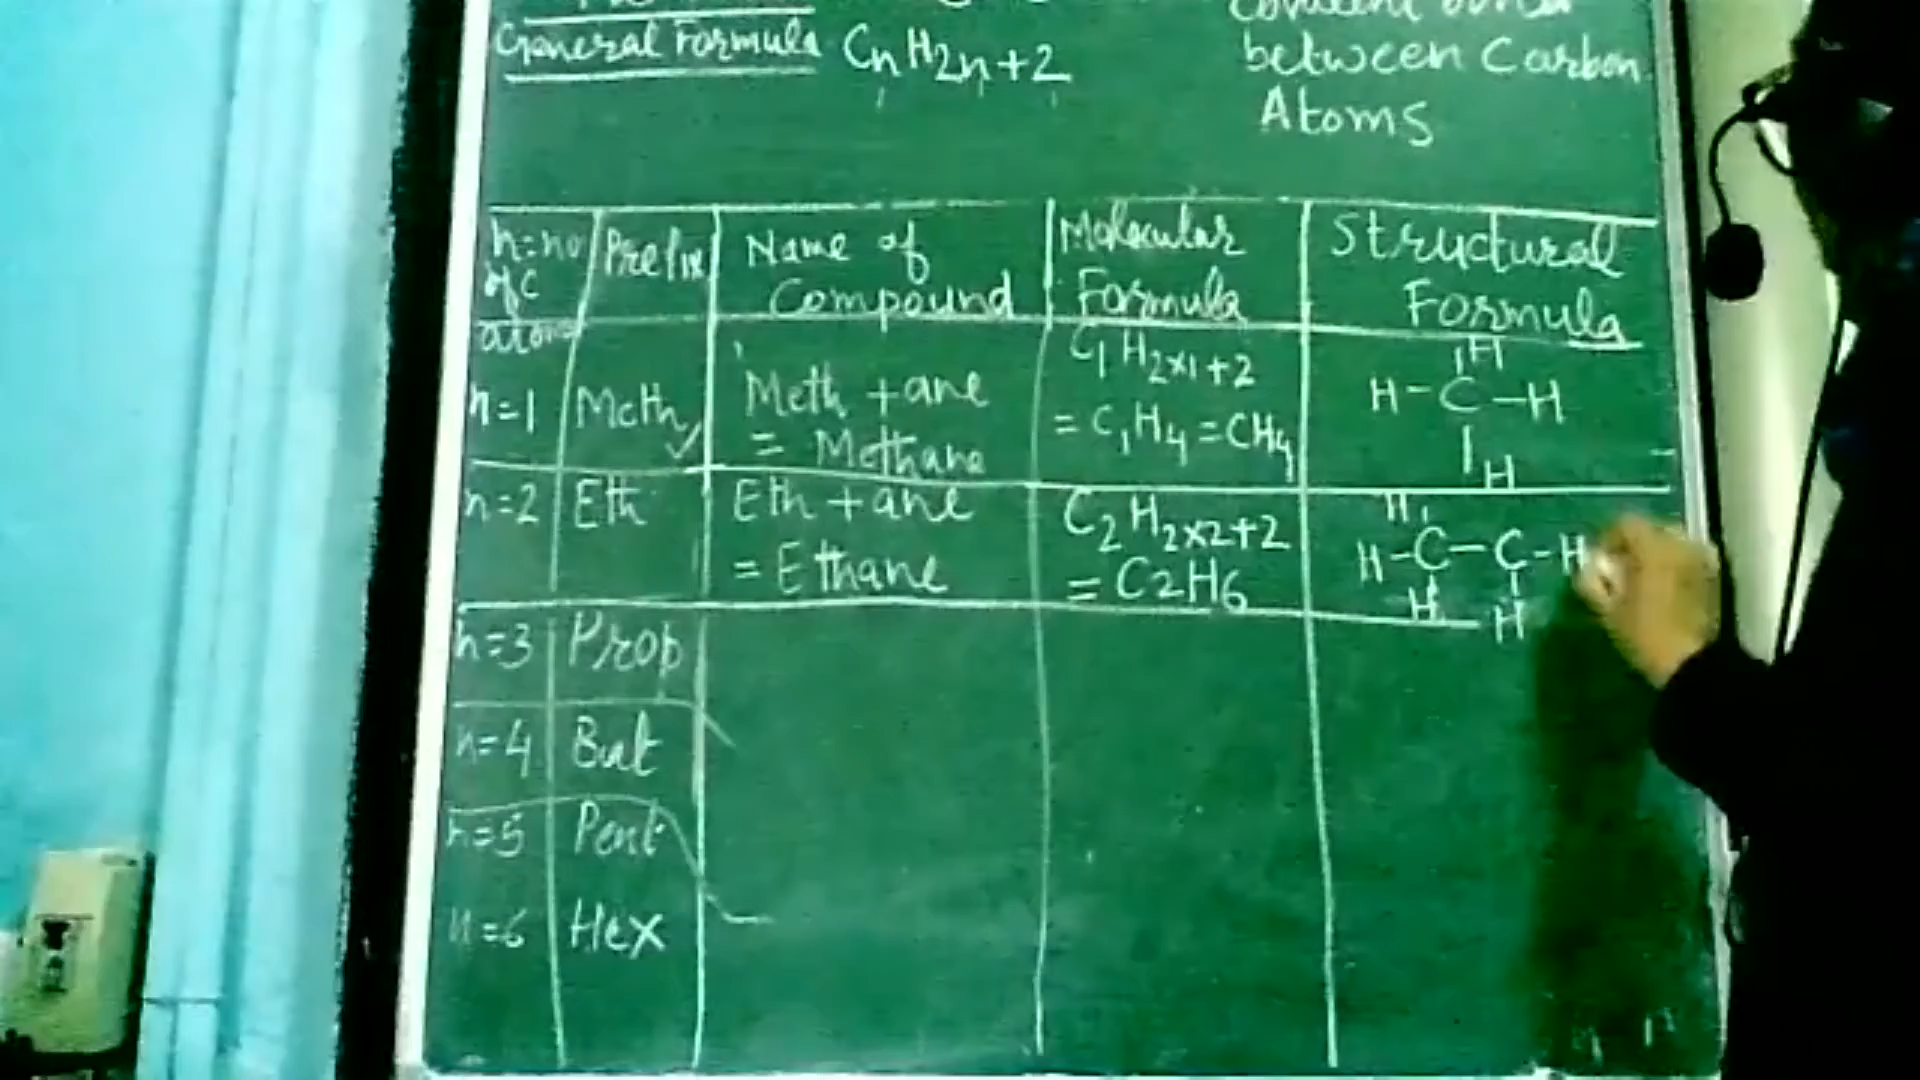 General Formula CnH2n+2
between Carbon
Atoms
n=no of C atoms
Prefix
Name of Compound
Molecular Formula
Structural Formula
n=1
Meth
Meth + ane
= Methane
C1H2x1+2
= C1H4 = CH4
H
H-C-H
H
n=2
Eth
Eth + ane
= Ethane
C2H2x2+2
= C2H6
H
H-C-C-H
H H
n=3 Prop
n=4 But
n=5 Pent
n=6 Hex